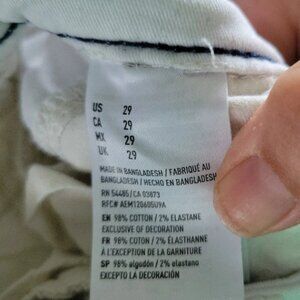 US 29
CA 29
MX 29
UK 29
MADE IN BANGLADESH / FABRIQUÉ AU
BANGLADESH / HECHO EN BANGLADESH
RN 54485/CA 03873
RFC# AEM120605U9A
EN 98% COTTON / 2% ELASTANE
EXCLUSIVE OF DECORATION
FR 98% COTON / 2% ÉLASTHANNE
À L'EXCEPTION DE LA GARNITURE
SP 98% algodón / 2% elastano
EXCEPTO LA DECORACIÓN